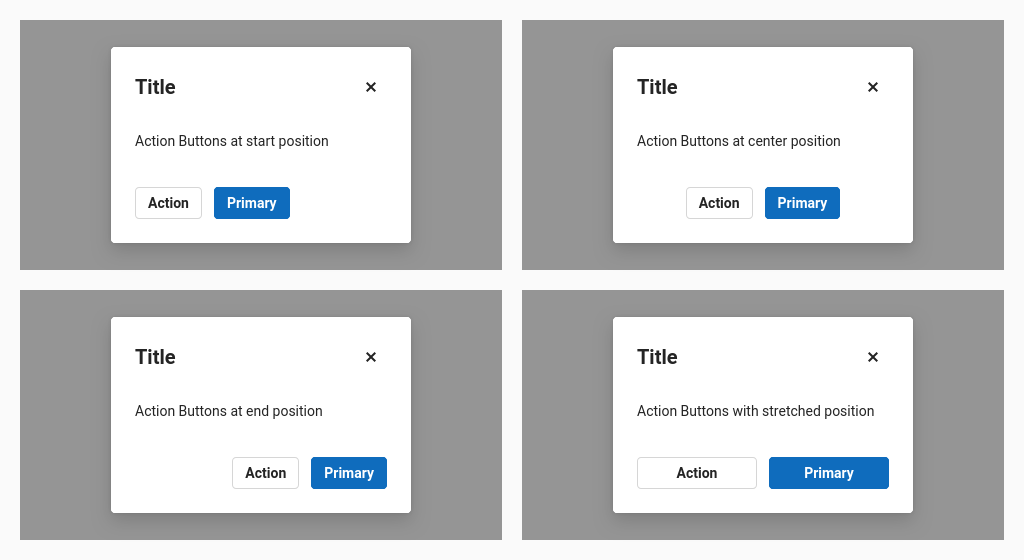 Title ×
Action Buttons at start position
Action Primary
Title ×
Action Buttons at center position
Action Primary
Title ×
Action Buttons at end position
Action Primary
Title ×
Action Buttons with stretched position
Action Primary